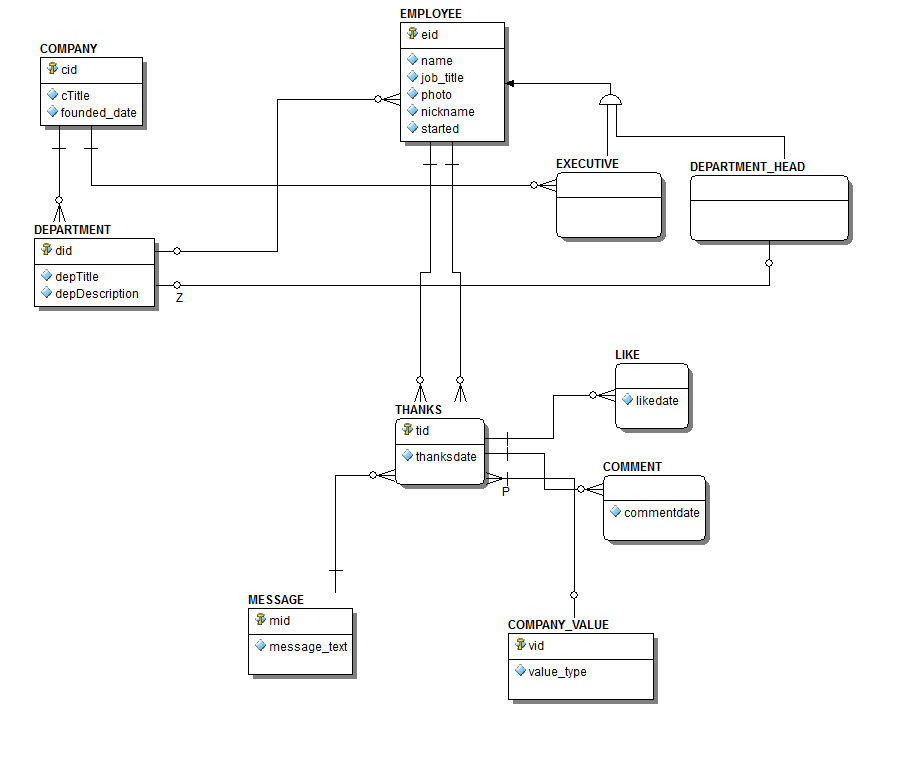 EMPLOYEE
eid
name
job_title
photo
nickname
started
COMPANY
cid
cTitle
founded_date
EXECUTIVE
DEPARTMENT_HEAD
DEPARTMENT
did
depTitle
depDescription
Z
LIKE
likedate
THANKS
tid
thanksdate
P
COMMENT
commentdate
MESSAGE
mid
message_text
COMPANY_VALUE
vid
value_type